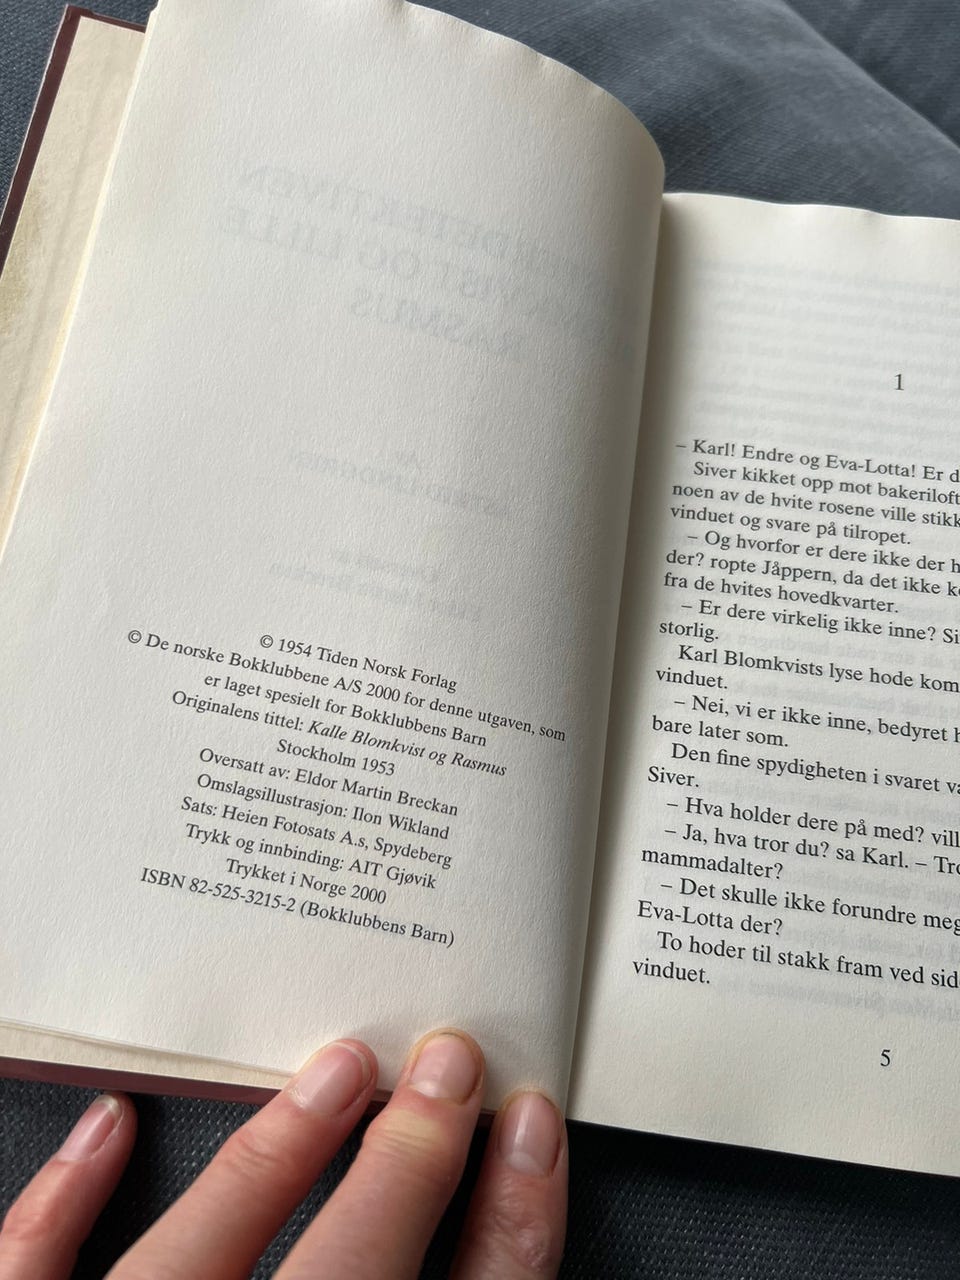 © 1954 Tiden Norsk Forlag
© De norske Bokklubbene A/S 2000 for denne utgaven, som
er laget spesielt for Bokklubbens Barn
Originalens tittel: Kalle Blomkvist og Rasmus
Stockholm 1953
Oversatt av: Eldor Martin Breckan
Omslagsillustrasjon: Ilon Wikland
Sats: Heien Fotosats A.s, Spydeberg
Trykk og innbinding: AIT Gjøvik
Trykket i Norge 2000
ISBN 82-525-3215-2 (Bokklubbens Barn)
1
– Karl! Endre og Eva-Lotta! Er d
Siver kikket opp mot bakeriloft
noen av de hvite rosene ville stikk
vinduet og svare på tilropet.
– Og hvorfor er dere ikke der h
der? ropte Jåppern, da det ikke k
fra de hvites hovedkvarter.
– Er dere virkelig ikke inne? Si
storlig.
Karl Blomkvists lyse hode kom
vinduet.
– Nei, vi er ikke inne, bedyret h
bare later som.
Den fine spydigheten i svaret va
Siver.
– Hva holder dere på med? vill
– Ja, hva tror du? sa Karl. – Tro
mammadalter?
– Det skulle ikke forundre meg
Eva-Lotta der?
To hoder til stakk fram ved sid
vinduet.
5